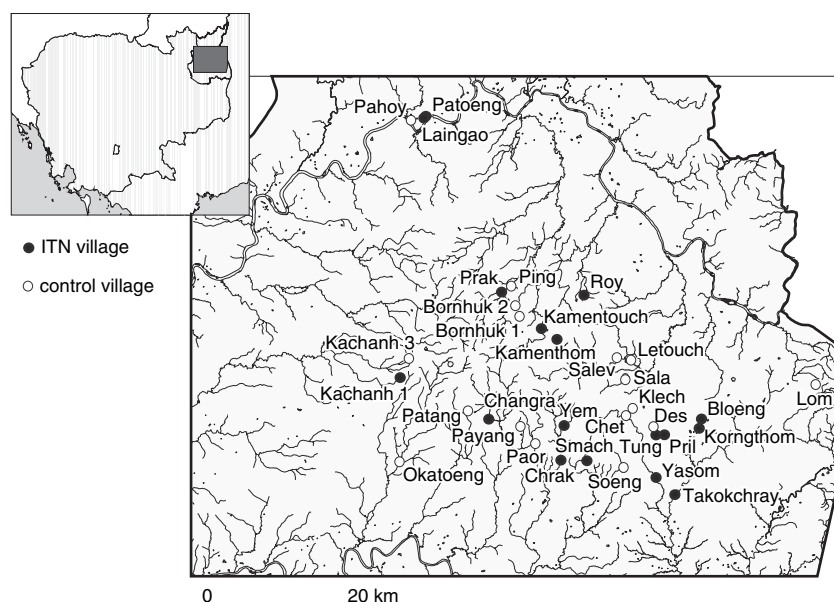 Pahoy
Patoeng
Laingao
ITN village
control village
Prak
Ping
Roy
Bornhuk 2
Kamentouch
Bornhuk 1
Kamenthom
Kachanh 3
Letouch
Salev
Sala
Kachanh 1
Klech
Lom
Changra
Patang
Yem
Des
Bloeng
Chet
Payang
Korngthom
Smach
Tung
Pril
Paor
Okatoeng
Chrak
Soeng
Yasom
Takokchray
0 20 km